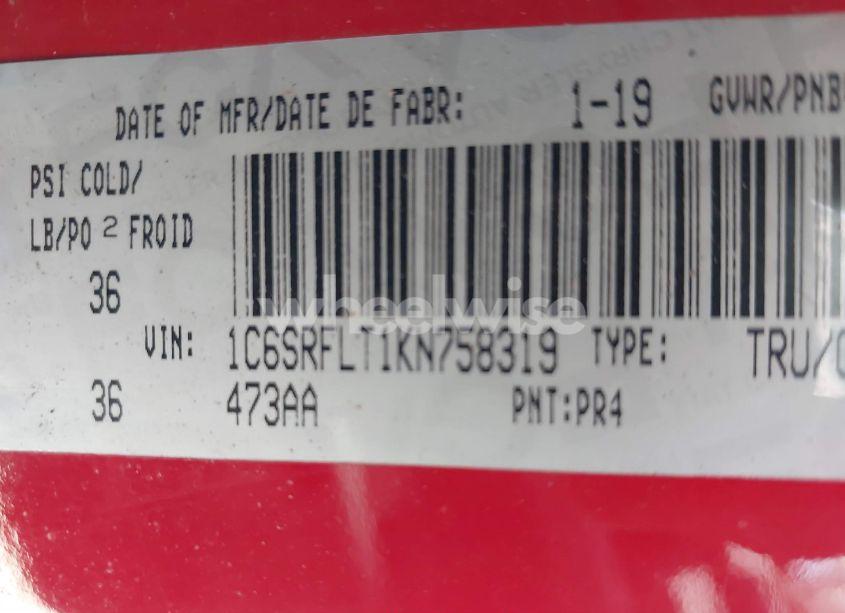 DATE OF MFR/DATE DE FABR: 1-19 GVWR/PNB
PSI COLD/
LB/PO 2 FROID
36
wheelwise
VIN: 1C6SRFLT1KN758319 TYPE: TRU/
36 473AA PNT:PR4